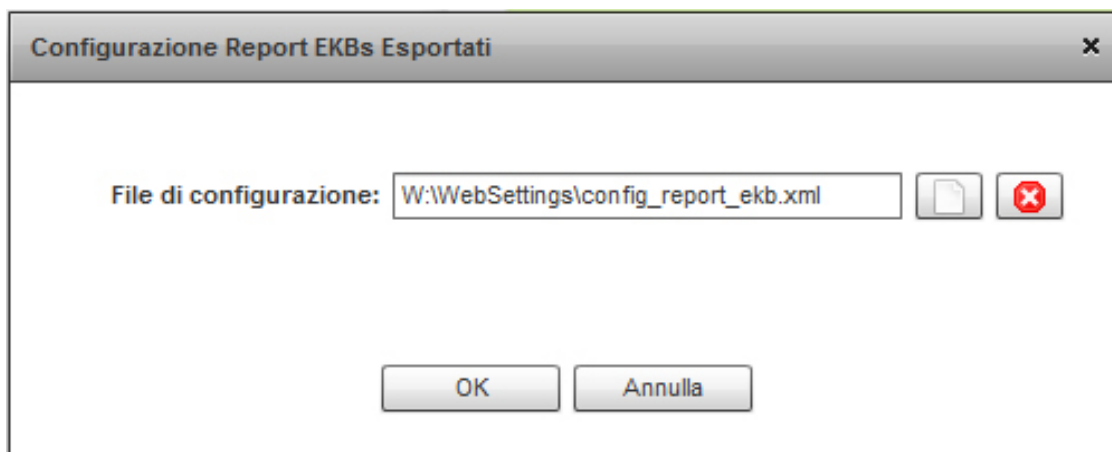 Configurazione Report EKBs Esportati
File di configurazione: W:\WebSettings\config_report_ekb.xml
OK Annulla